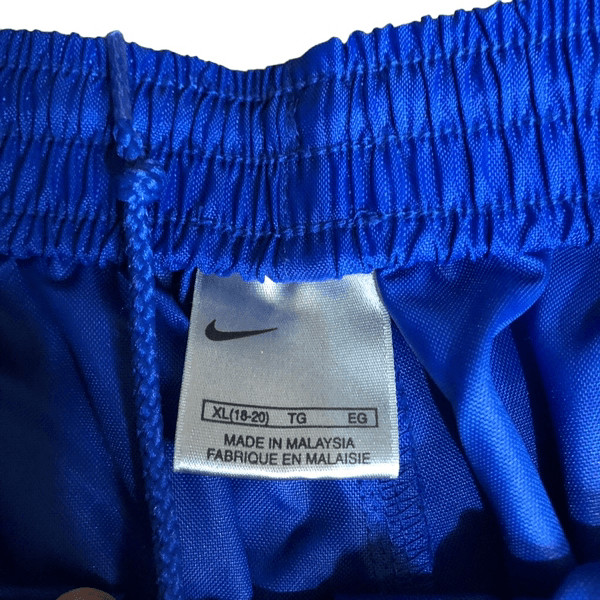 XL(18-20) TG EG
MADE IN MALAYSIA
FABRIQUE EN MALAISIE